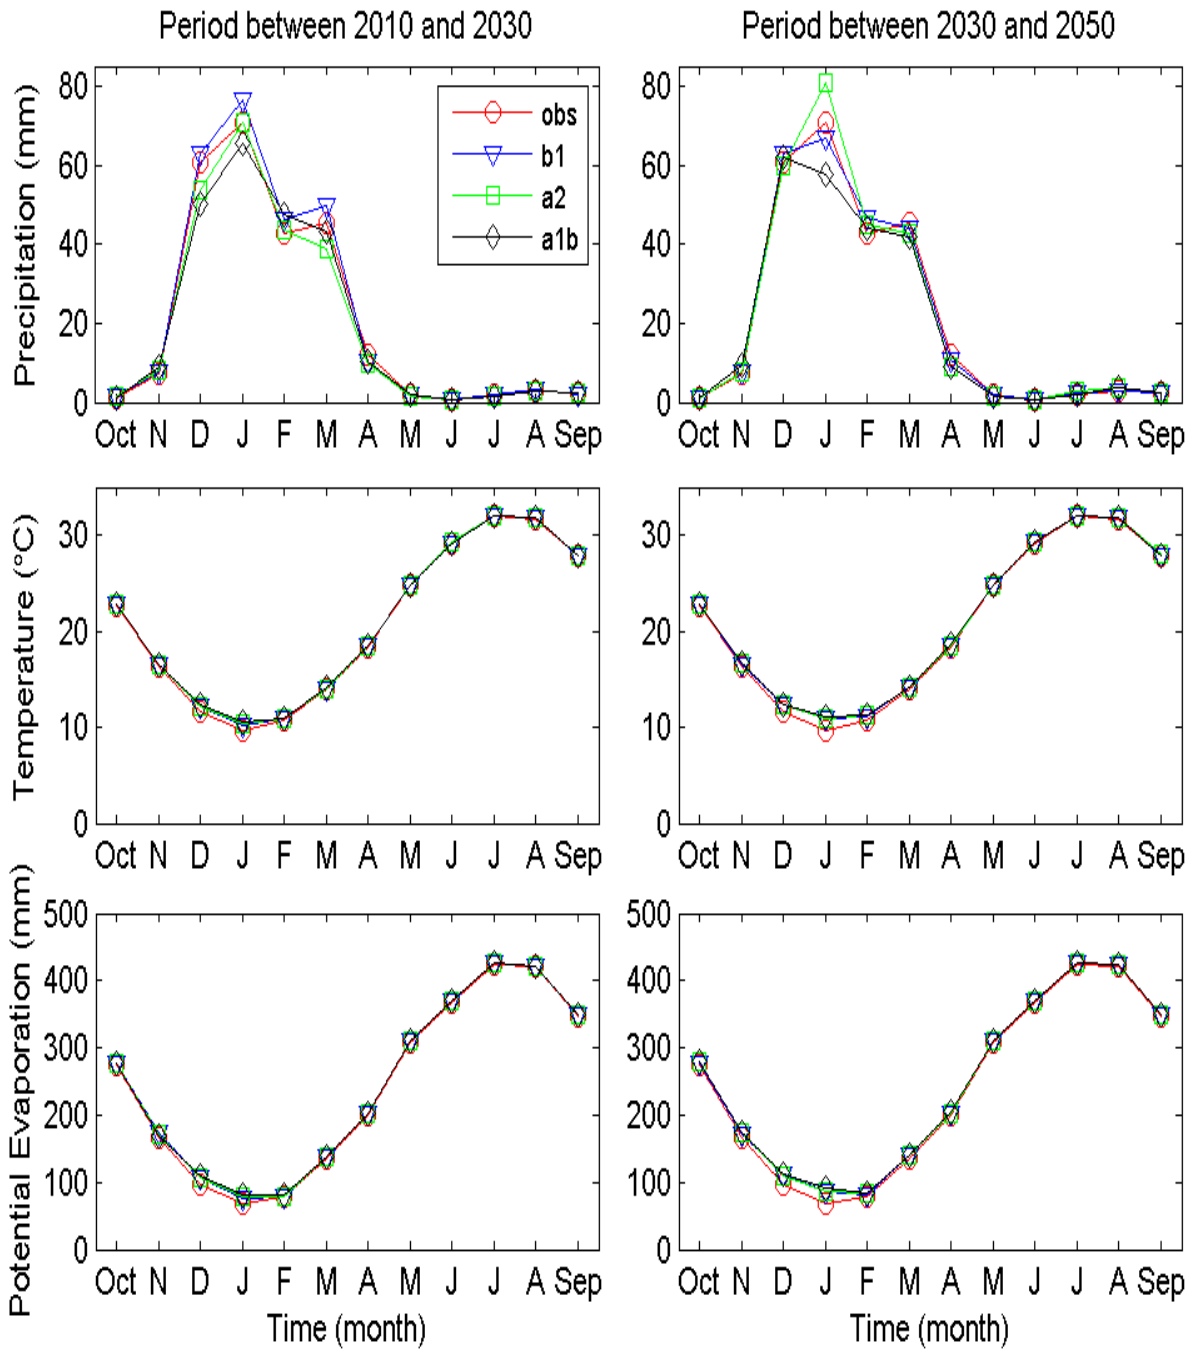 Period between 2010 and 2030
Period between 2030 and 2050
Precipitation (mm)
80
60
40
20
0
obs
b1
a2
a1b
Oct N D J F M A M J J A Sep
80
60
40
20
0
Oct N D J F M A M J J A Sep
Temperature (°C)
30
20
10
0
Oct N D J F M A M J J A Sep
30
20
10
0
Oct N D J F M A M J J A Sep
Potential Evaporation (mm)
500
400
300
200
100
0
Oct N D J F M A M J J A Sep
Time (month)
500
400
300
200
100
0
Oct N D J F M A M J J A Sep
Time (month)